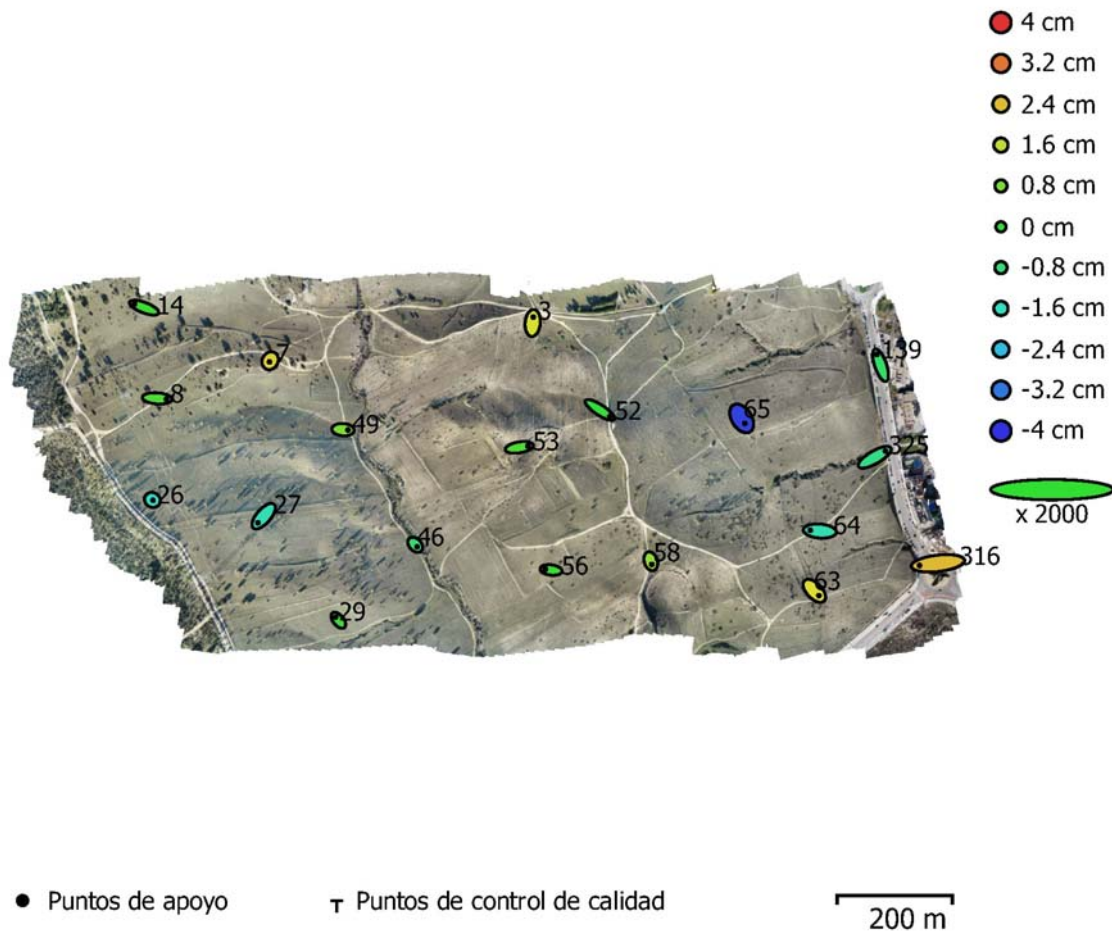 4 cm
3.2 cm
2.4 cm
1.6 cm
0.8 cm
0 cm
-0.8 cm
-1.6 cm
-2.4 cm
-3.2 cm
-4 cm
x 2000
14
3
7
139
8
52
65
49
53
325
26
27
46
64
56
58
316
63
29
Puntos de apoyo
Puntos de control de calidad
200 m